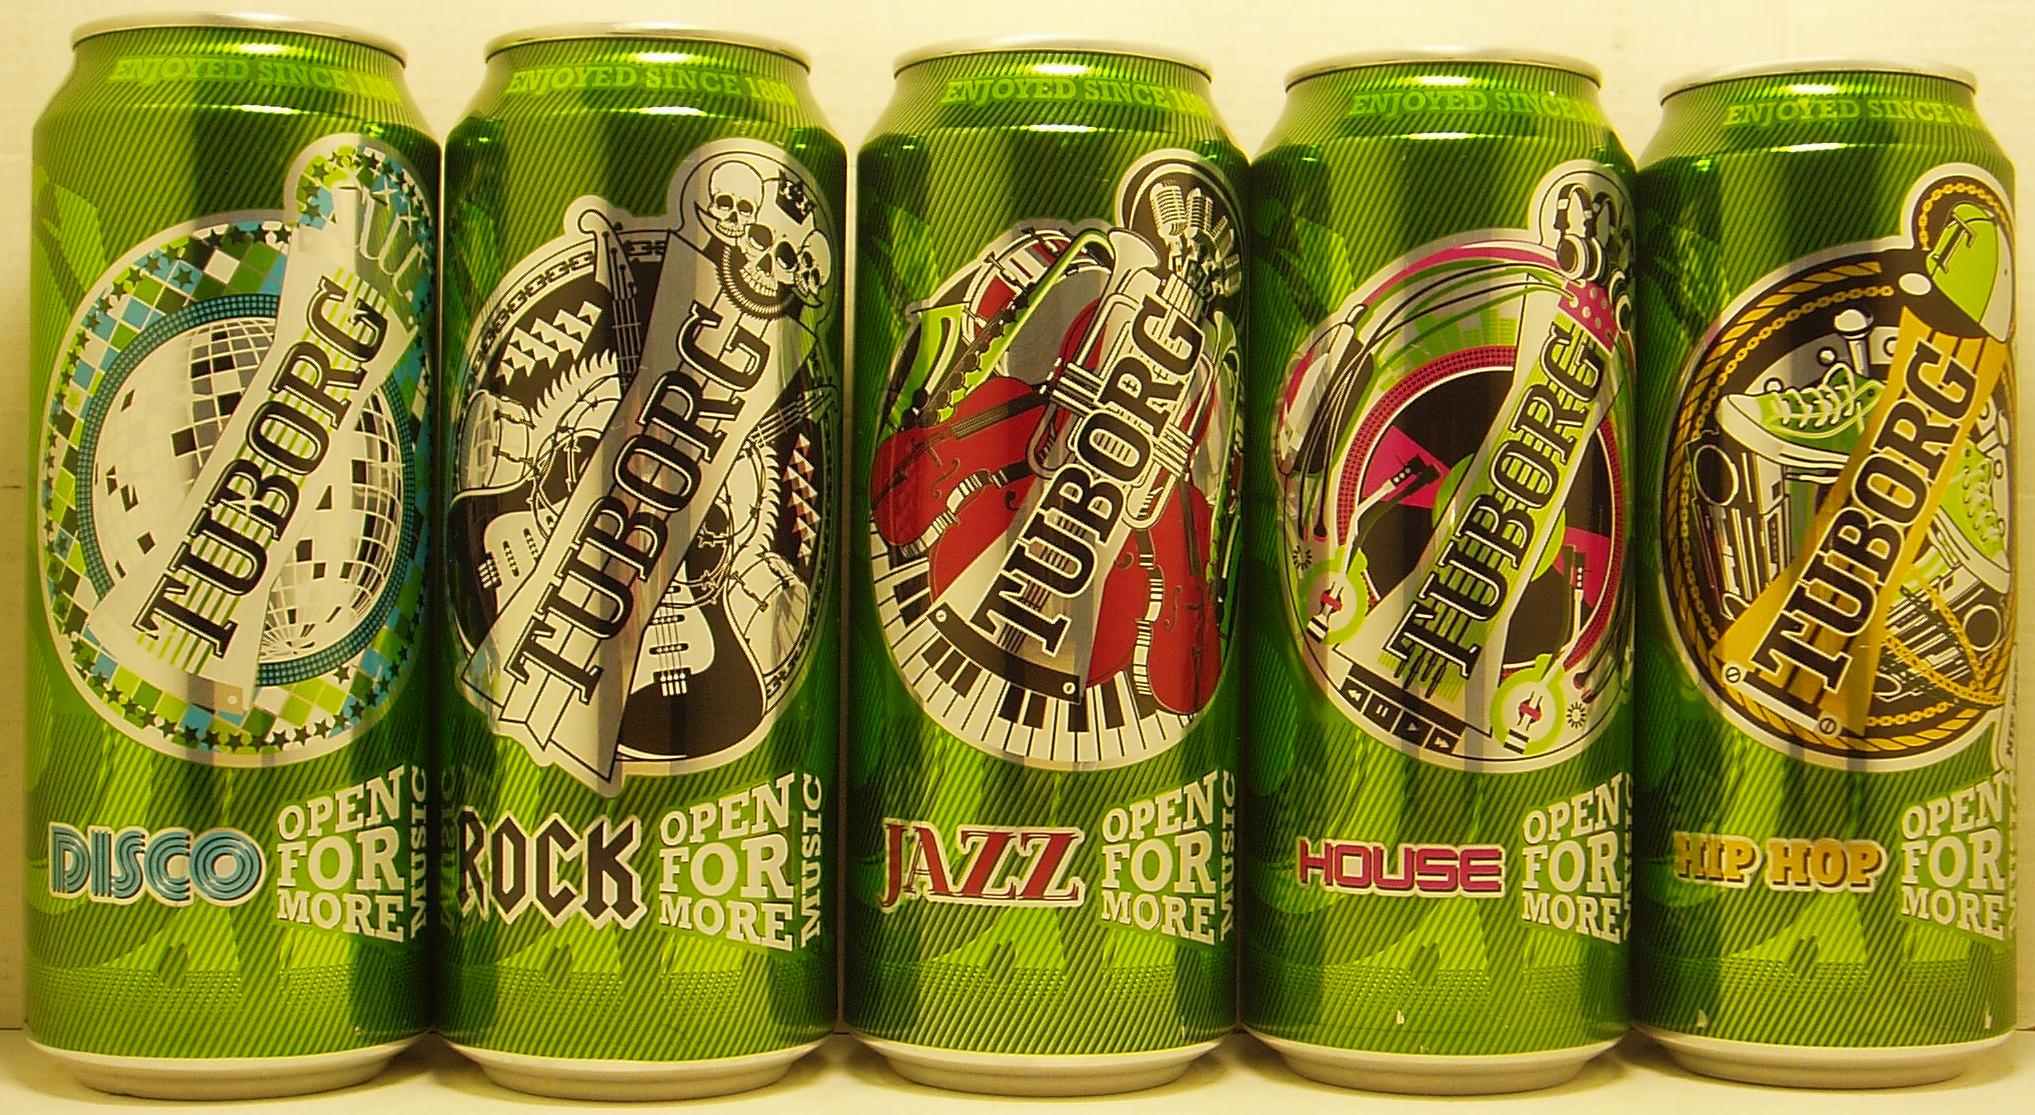 ENJOYED SINCE 1880
TUBORG
DISCO
OPEN
FOR
MORE
MUSIC
ENJOYED SINCE 1880
TUBORG
ROCK
OPEN
FOR
MORE
MUSIC
ENJOYED SINCE
TUBORG
JAZZ
OPEN
FOR
MORE
MUSIC
ENJOYED SINCE
TUBORG
HOUSE
OPEN
FOR
MORE
ENJOYED SINCE
T
TUBORG
HIP HOP
OPEN
FOR
MORE